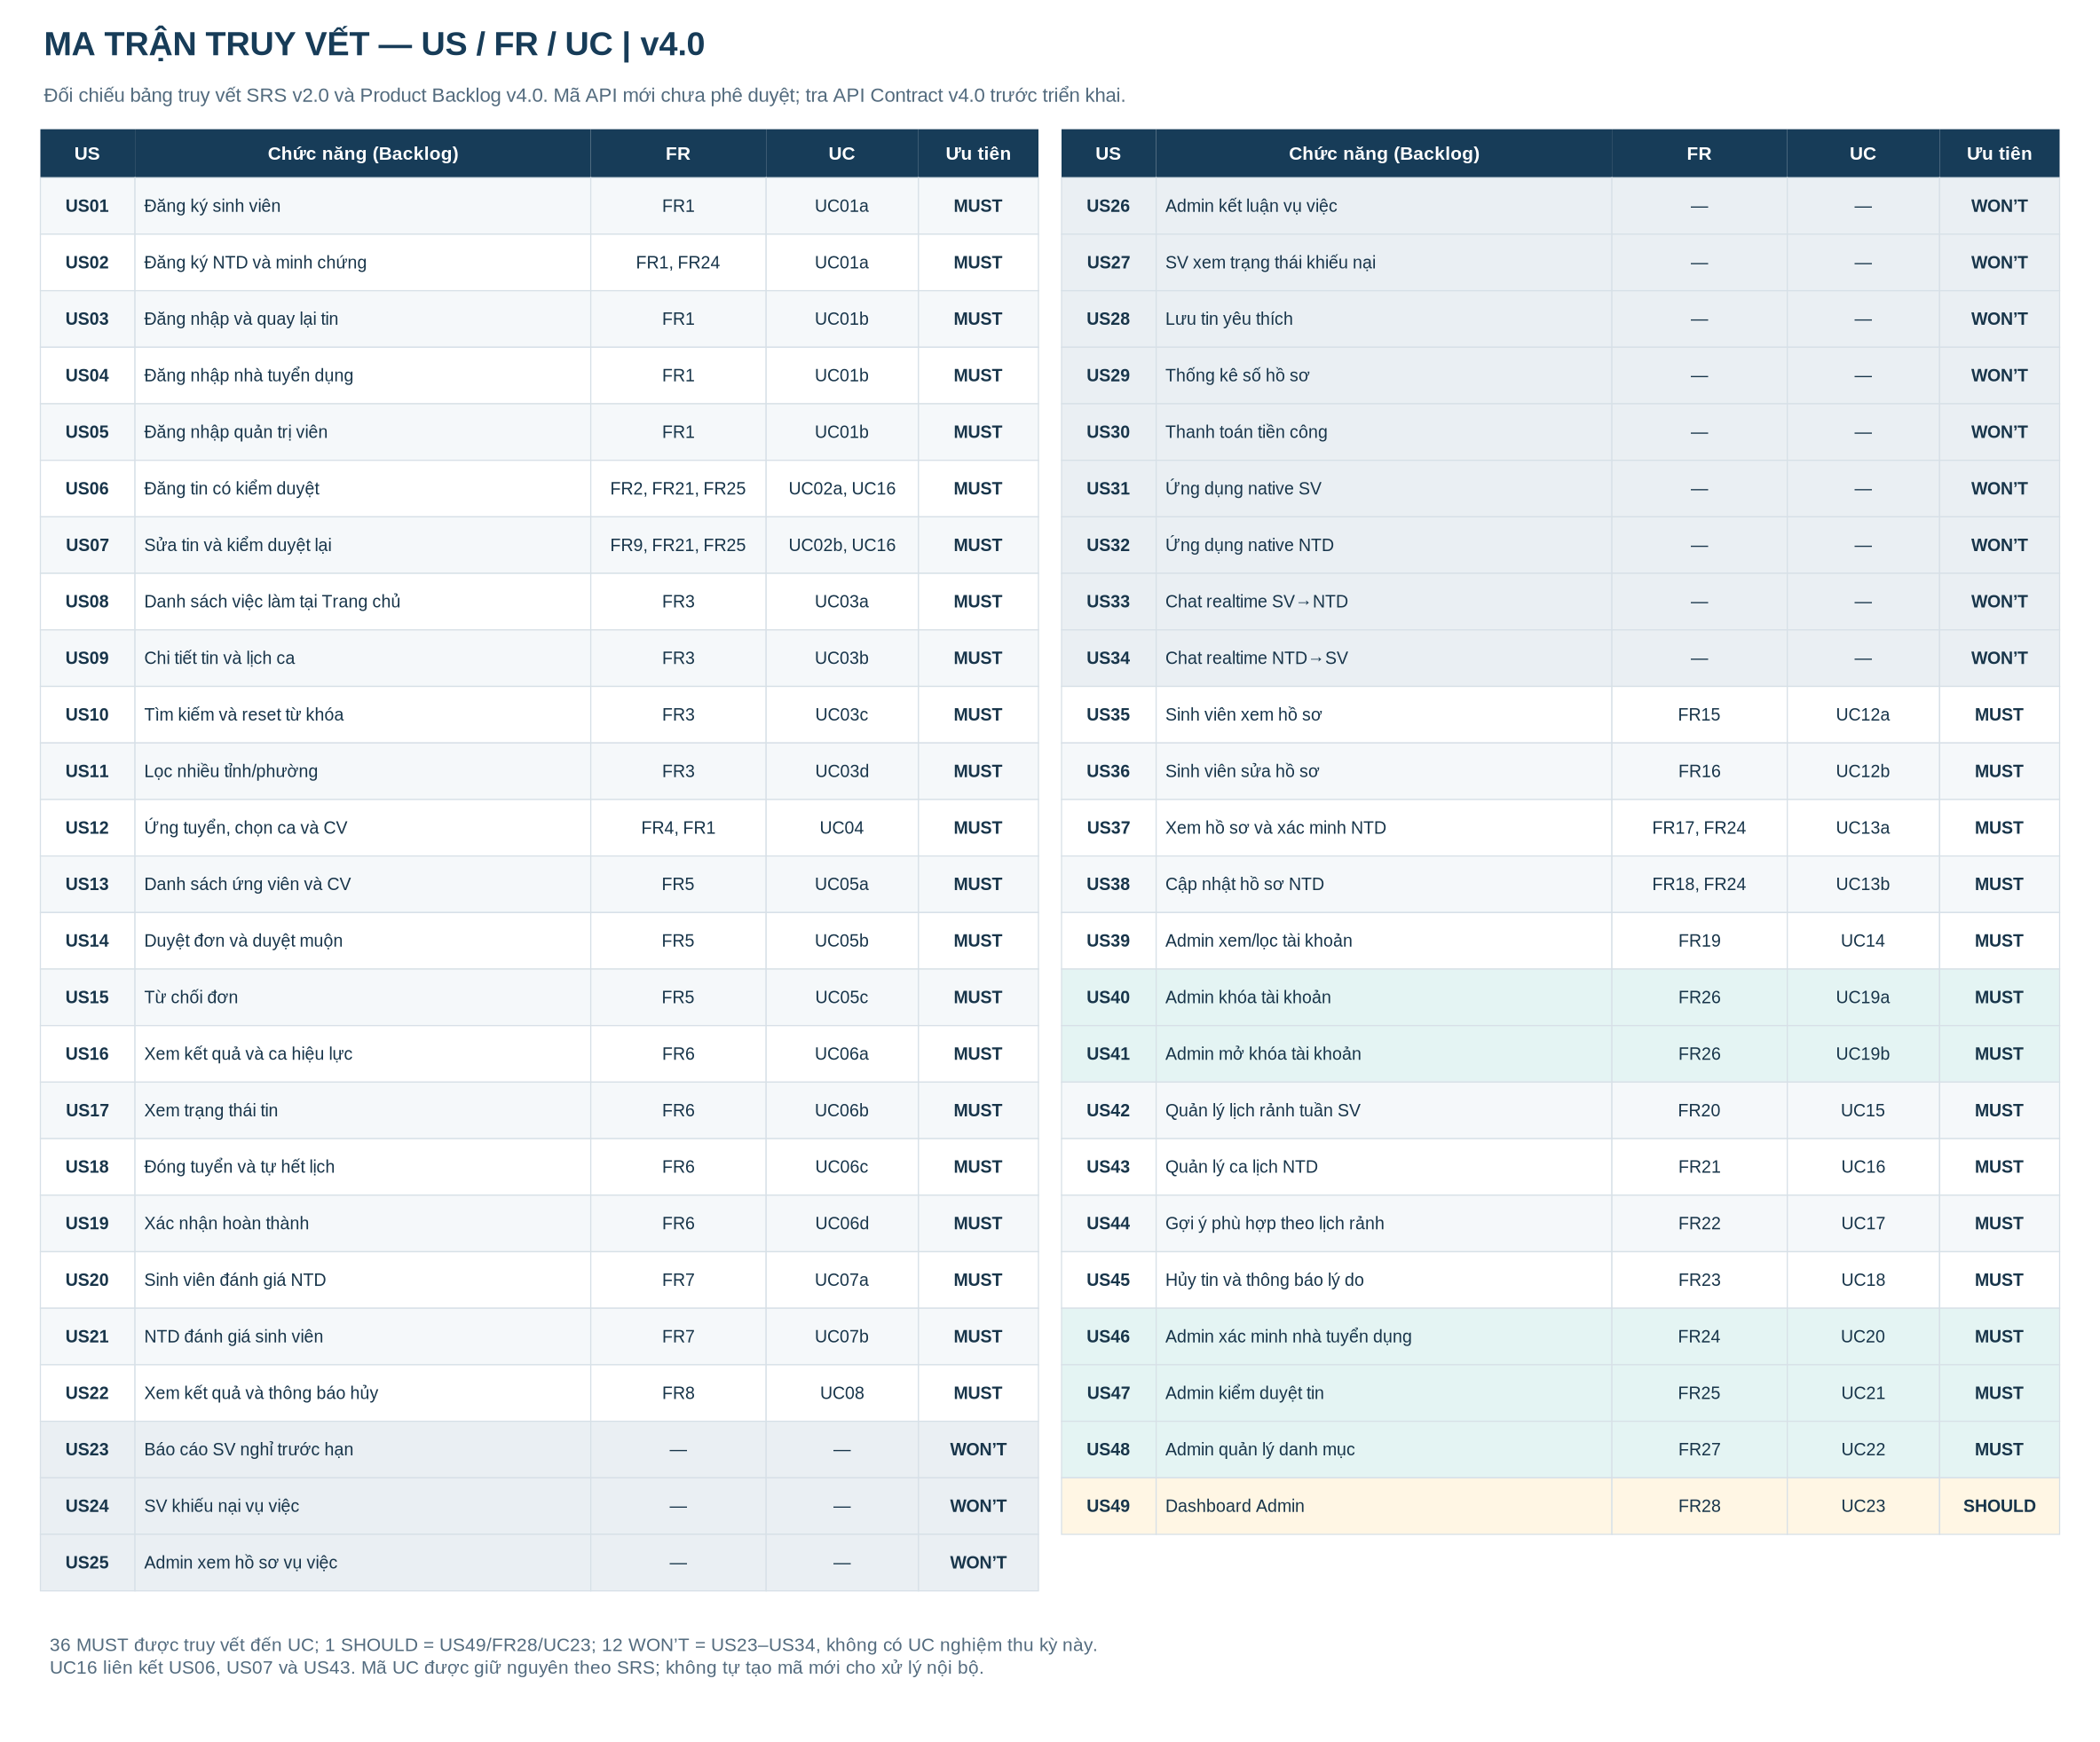 MA TRẬN TRUY VẾT — US / FR / UC | v4.0
Đối chiếu bảng truy vết SRS v2.0 và Product Backlog v4.0. Mã API mới chưa phê duyệt; tra API Contract v4.0 trước triển khai.
US Chức năng (Backlog) FR UC Ưu tiên
US01 Đăng ký sinh viên FR1 UC01a MUST
US02 Đăng ký NTD và minh chứng FR1, FR24 UC01a MUST
US03 Đăng nhập và quay lại tin FR1 UC01b MUST
US04 Đăng nhập nhà tuyển dụng FR1 UC01b MUST
US05 Đăng nhập quản trị viên FR1 UC01b MUST
US06 Đăng tin có kiểm duyệt FR2, FR21, FR25 UC02a, UC16 MUST
US07 Sửa tin và kiểm duyệt lại FR9, FR21, FR25 UC02b, UC16 MUST
US08 Danh sách việc làm tại Trang chủ FR3 UC03a MUST
US09 Chi tiết tin và lịch ca FR3 UC03b MUST
US10 Tìm kiếm và reset từ khóa FR3 UC03c MUST
US11 Lọc nhiều tỉnh/phường FR3 UC03d MUST
US12 Ứng tuyển, chọn ca và CV FR4, FR1 UC04 MUST
US13 Danh sách ứng viên và CV FR5 UC05a MUST
US14 Duyệt đơn và duyệt muộn FR5 UC05b MUST
US15 Từ chối đơn FR5 UC05c MUST
US16 Xem kết quả và ca hiệu lực FR6 UC06a MUST
US17 Xem trạng thái tin FR6 UC06b MUST
US18 Đóng tuyển và tự hết lịch FR6 UC06c MUST
US19 Xác nhận hoàn thành FR6 UC06d MUST
US20 Sinh viên đánh giá NTD FR7 UC07a MUST
US21 NTD đánh giá sinh viên FR7 UC07b MUST
US22 Xem kết quả và thông báo hủy FR8 UC08 MUST
US23 Báo cáo SV nghỉ trước hạn — — WON’T
US24 SV khiếu nại vụ việc — — WON’T
US25 Admin xem hồ sơ vụ việc — — WON’T
US Chức năng (Backlog) FR UC Ưu tiên
US26 Admin kết luận vụ việc — — WON’T
US27 SV xem trạng thái khiếu nại — — WON’T
US28 Lưu tin yêu thích — — WON’T
US29 Thống kê số hồ sơ — — WON’T
US30 Thanh toán tiền công — — WON’T
US31 Ứng dụng native SV — — WON’T
US32 Ứng dụng native NTD — — WON’T
US33 Chat realtime SV→NTD — — WON’T
US34 Chat realtime NTD→SV — — WON’T
US35 Sinh viên xem hồ sơ FR15 UC12a MUST
US36 Sinh viên sửa hồ sơ FR16 UC12b MUST
US37 Xem hồ sơ và xác minh NTD FR17, FR24 UC13a MUST
US38 Cập nhật hồ sơ NTD FR18, FR24 UC13b MUST
US39 Admin xem/lọc tài khoản FR19 UC14 MUST
US40 Admin khóa tài khoản FR26 UC19a MUST
US41 Admin mở khóa tài khoản FR26 UC19b MUST
US42 Quản lý lịch rảnh tuần SV FR20 UC15 MUST
US43 Quản lý ca lịch NTD FR21 UC16 MUST
US44 Gợi ý phù hợp theo lịch rảnh FR22 UC17 MUST
US45 Hủy tin và thông báo lý do FR23 UC18 MUST
US46 Admin xác minh nhà tuyển dụng FR24 UC20 MUST
US47 Admin kiểm duyệt tin FR25 UC21 MUST
US48 Admin quản lý danh mục FR27 UC22 MUST
US49 Dashboard Admin FR28 UC23 SHOULD
36 MUST được truy vết đến UC; 1 SHOULD = US49/FR28/UC23; 12 WON’T = US23–US34, không có UC nghiệm thu kỳ này.
UC16 liên kết US06, US07 và US43. Mã UC được giữ nguyên theo SRS; không tự tạo mã mới cho xử lý nội bộ.